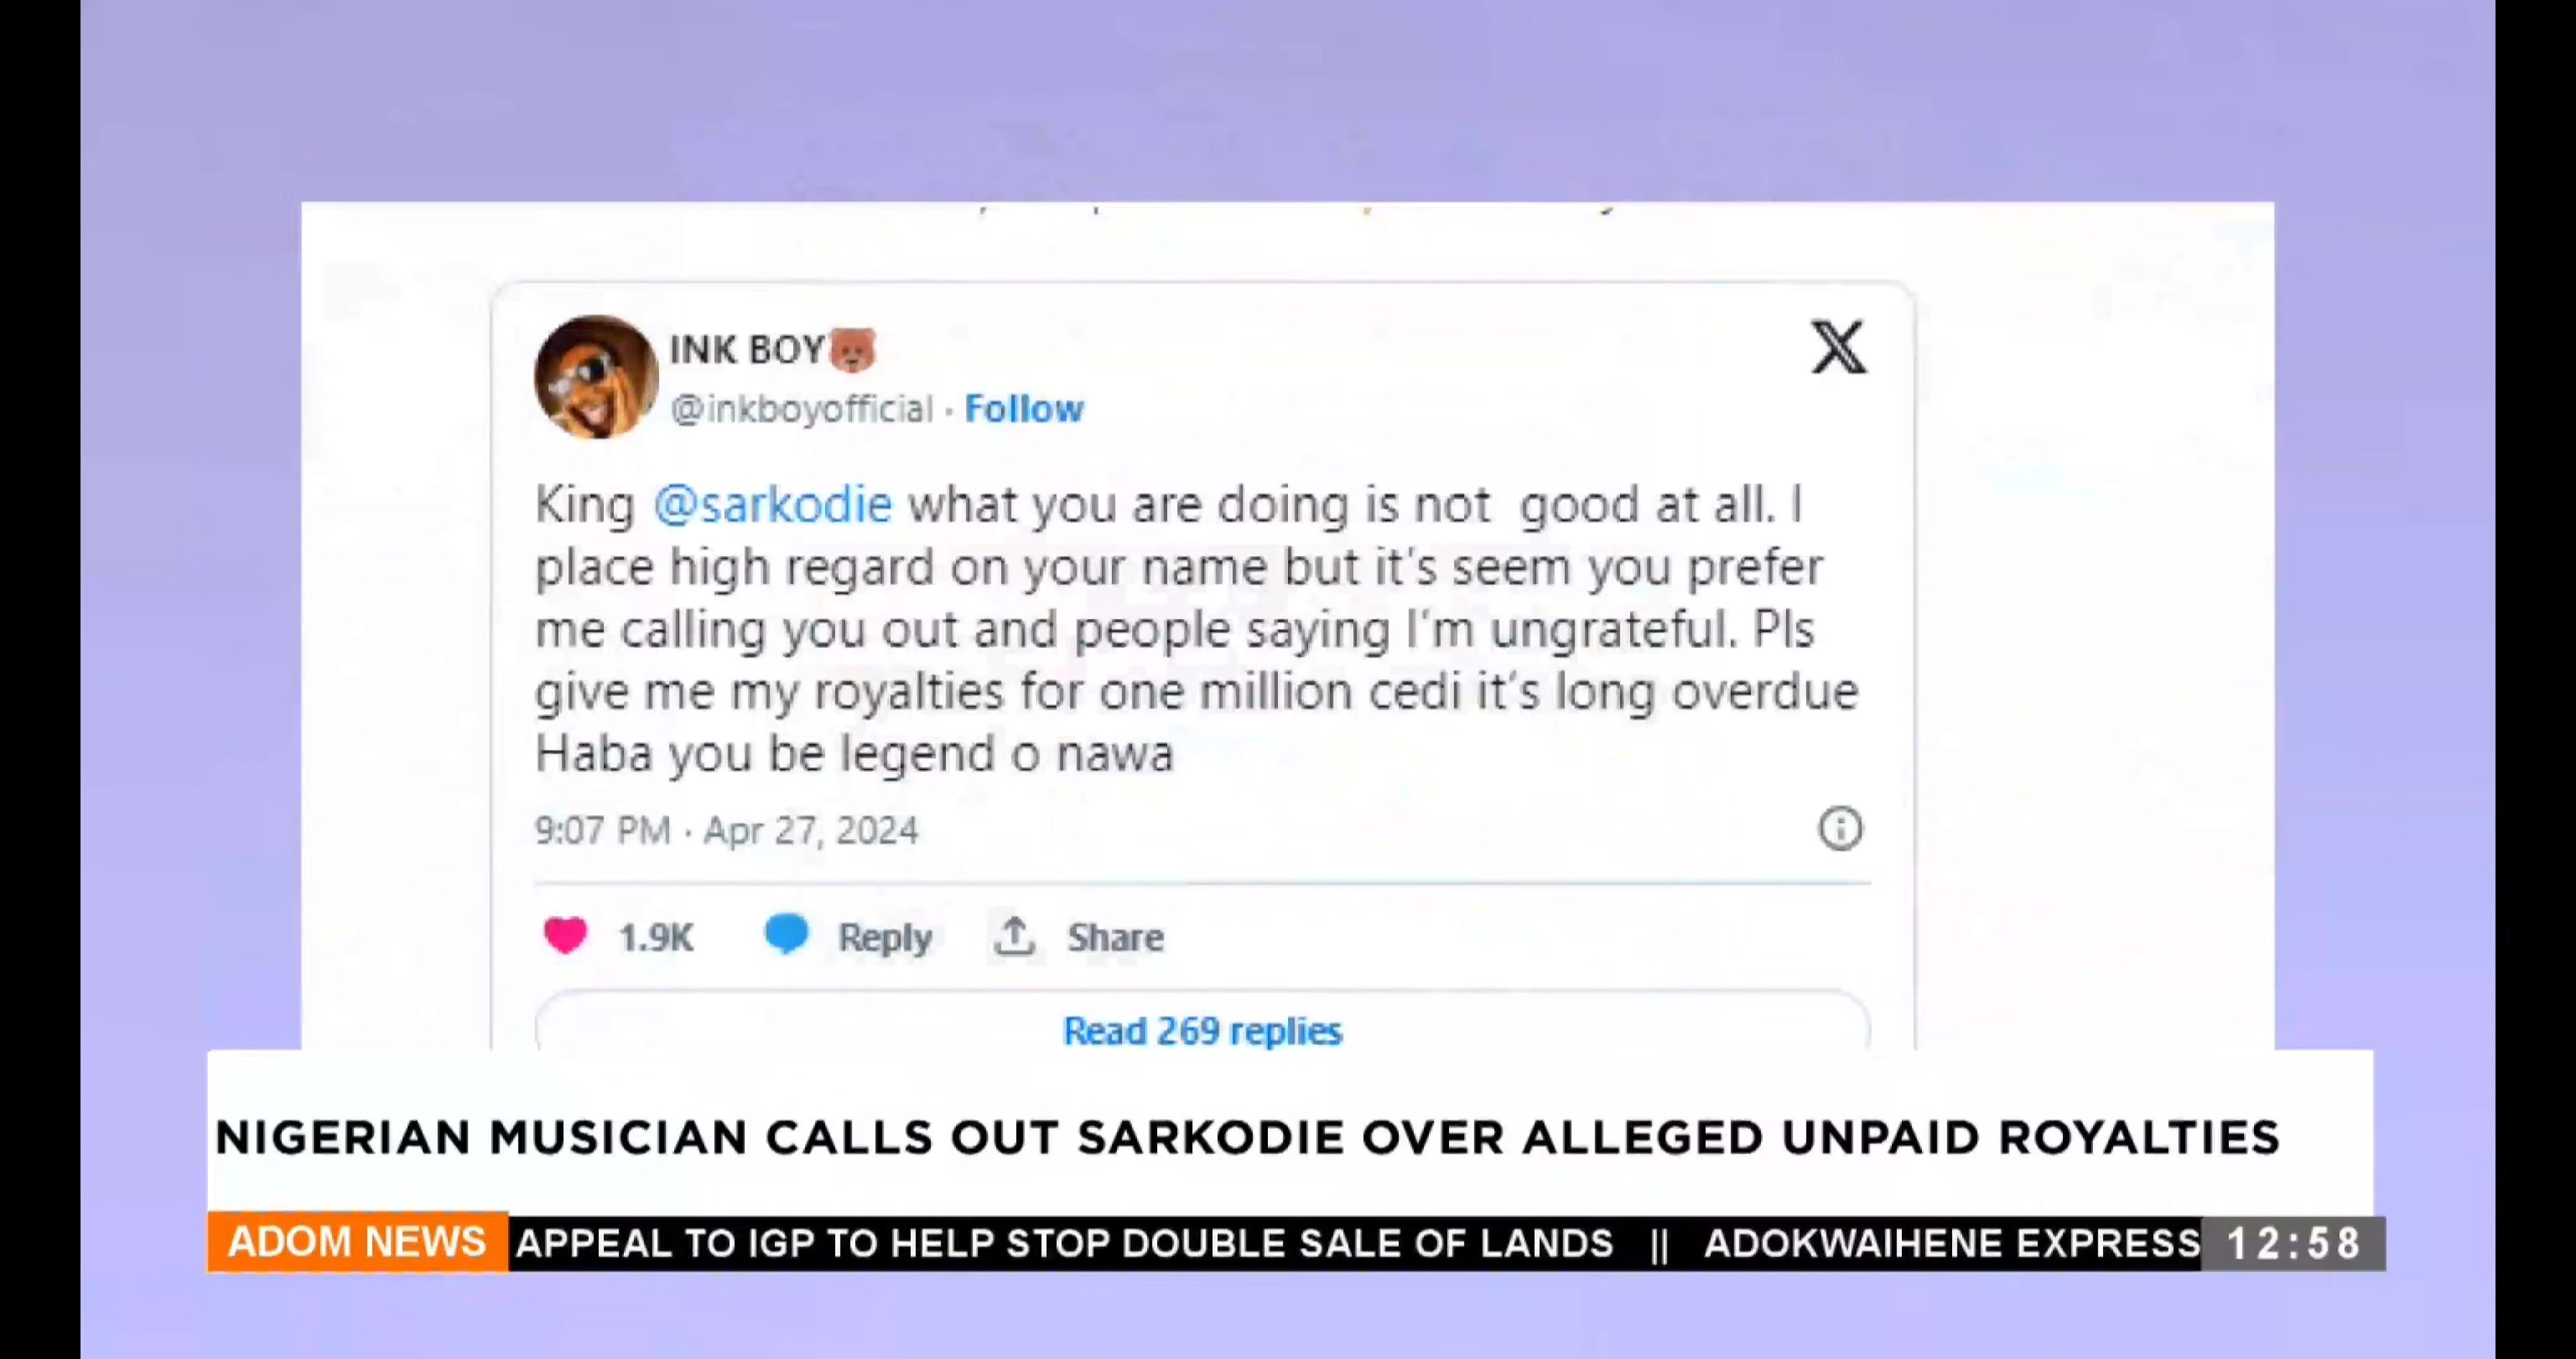 INK BOY🐻
@inkboyofficial · Follow
X
King @sarkodie what you are doing is not  good at all. I
place high regard on your name but it's seem you prefer
me calling you out and people saying I'm ungrateful. Pls
give me my royalties for one million cedi it's long overdue
Haba you be legend o nawa
9:07 PM · Apr 27, 2024
1.9K Reply Share
Read 269 replies
NIGERIAN MUSICIAN CALLS OUT SARKODIE OVER ALLEGED UNPAID ROYALTIES
ADOM NEWS APPEAL TO IGP TO HELP STOP DOUBLE SALE OF LANDS || ADOKWAIHENE EXPRESS 12:58